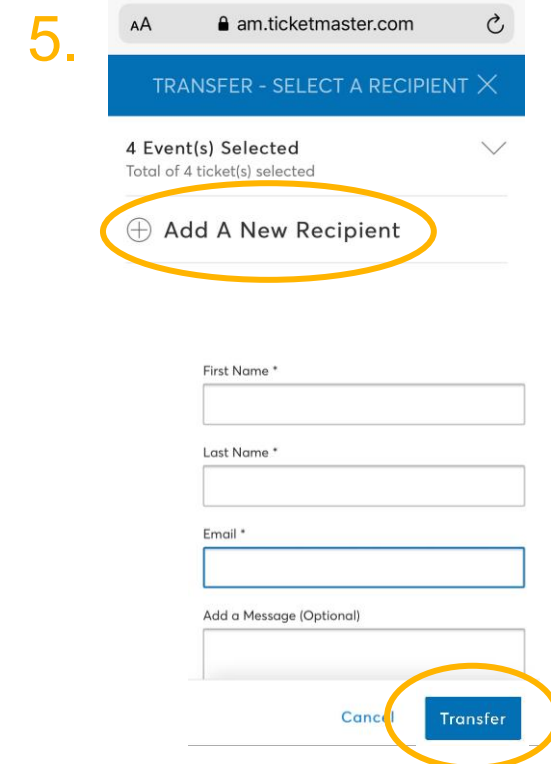 5.
AA am.ticketmaster.com
TRANSFER - SELECT A RECIPIENT
4 Event(s) Selected
Total of 4 ticket(s) selected
Add A New Recipient
First Name *
Last Name *
Email *
Add a Message (Optional)
Cancel Transfer